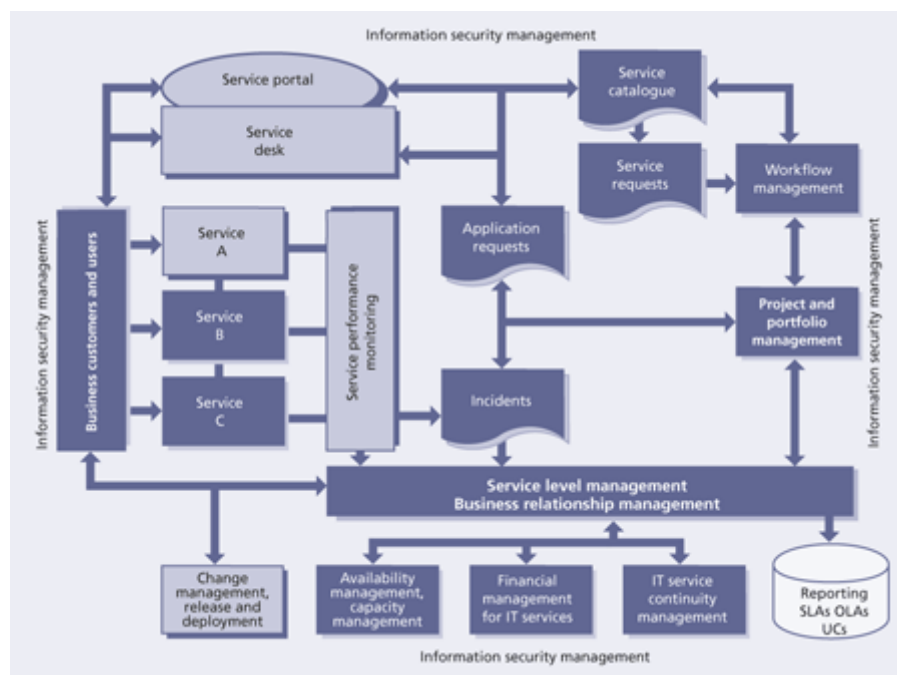 Information security management
Service portal
Service
catalogue
Service
desk
Service
requests
Workflow
management
Information security management
Business customers and users
Service
A
Service
B
Service
C
Service performance
monitoring
Application
requests
Project and
portfolio
management
Information security management
Incidents
Service level management
Business relationship management
Change
management,
release and
deployment
Availability
management,
capacity
management
Financial
management
for IT services
IT service
continuity
management
Reporting
SLAs OLAs
UCs
Information security management